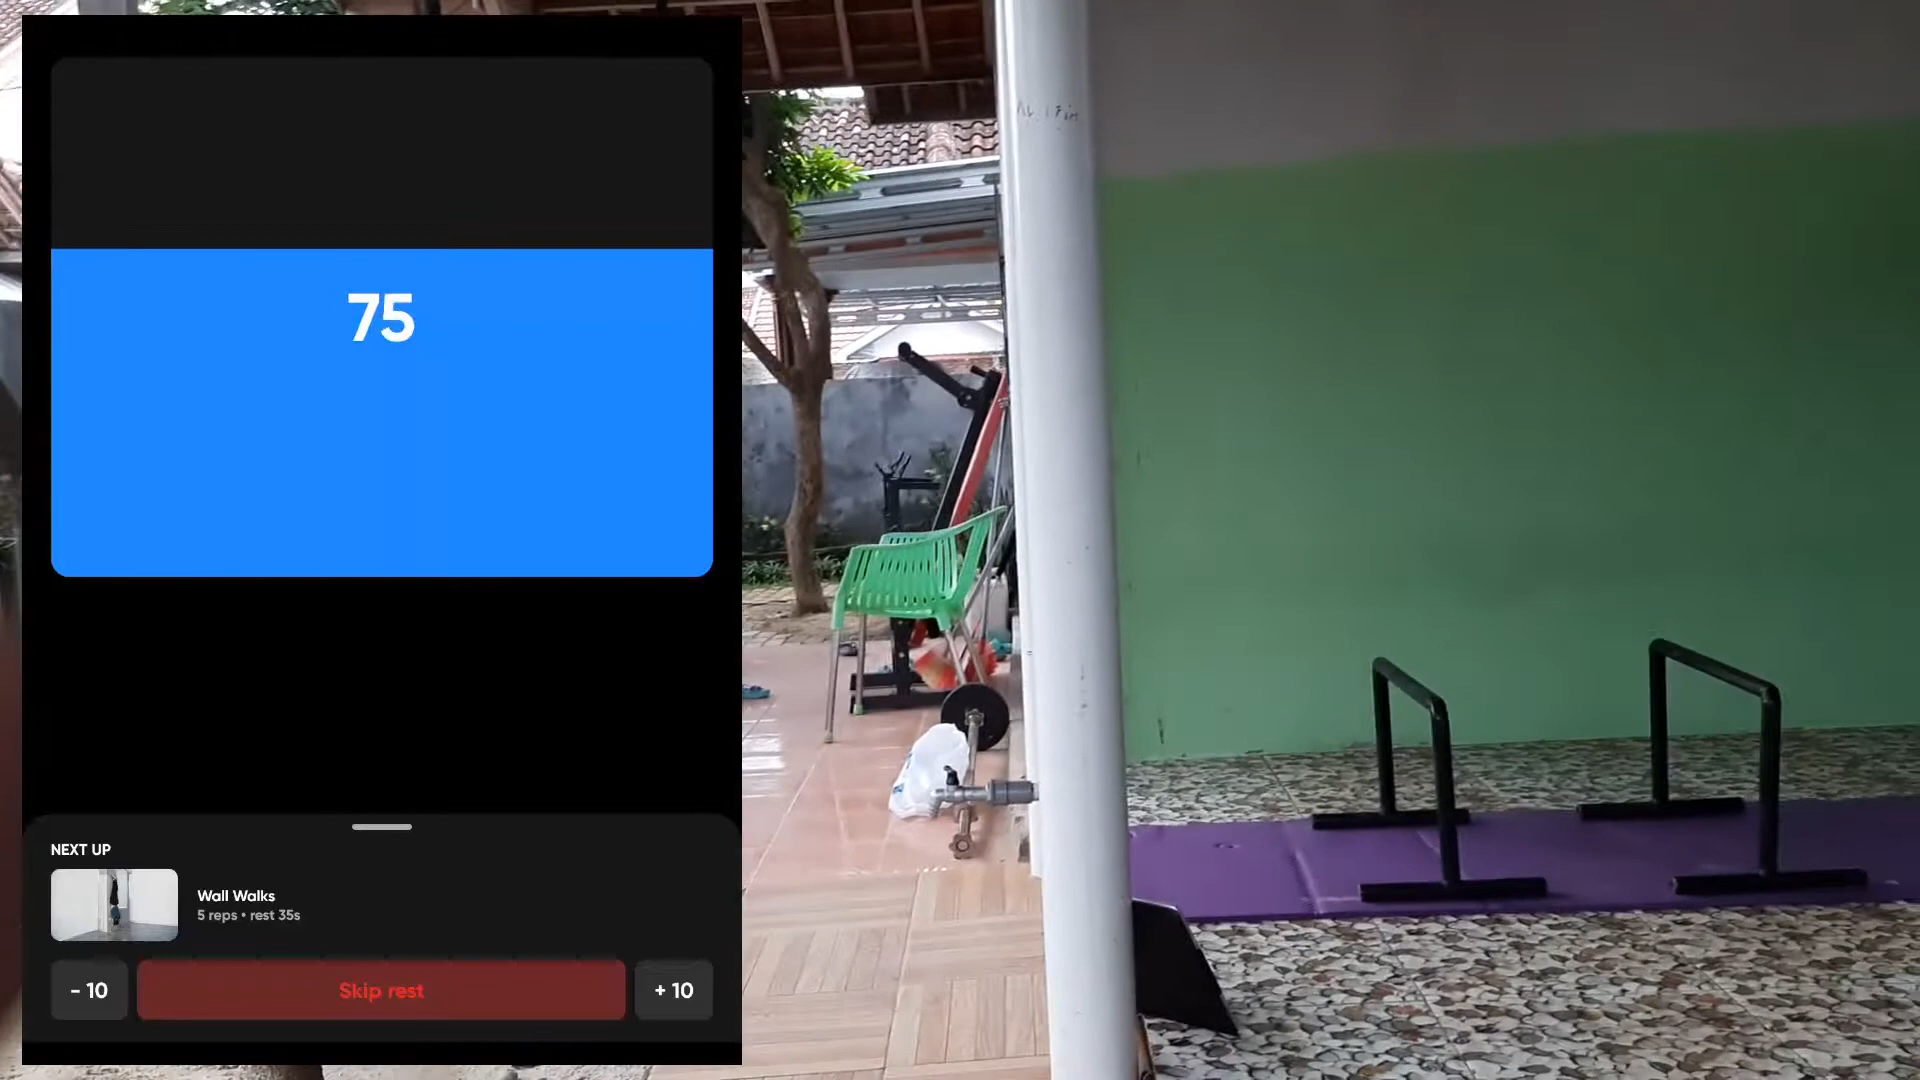 75
NEXT UP
Wall Walks
5 reps • rest 35s
- 10
Skip rest
+ 10